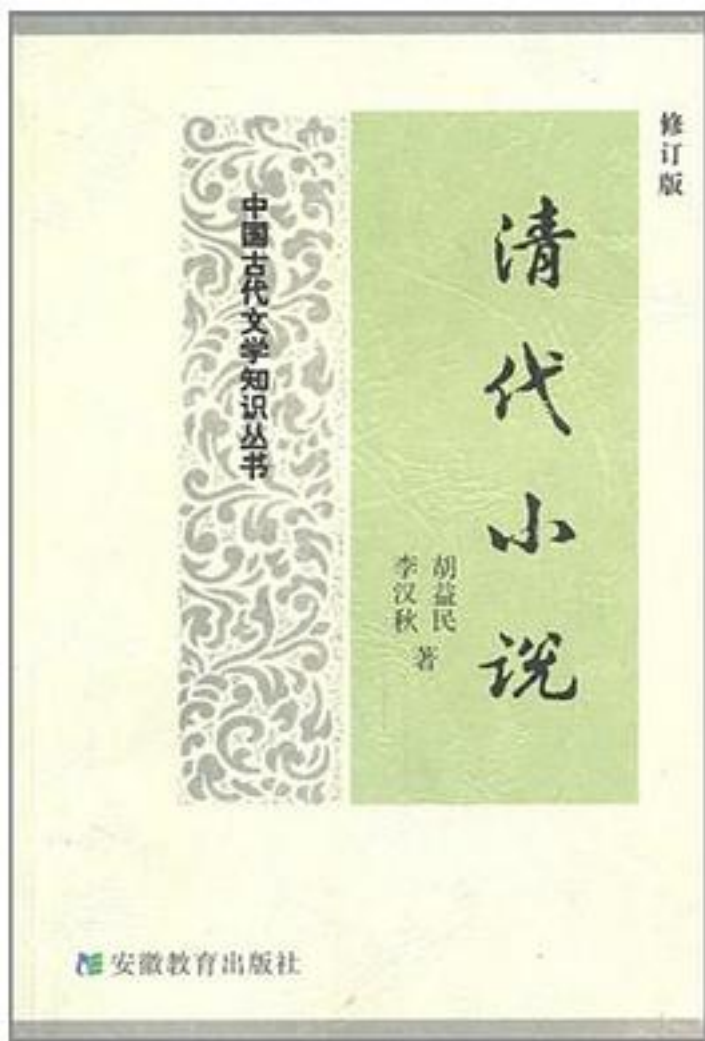 修订版
清代小说
胡益民
李汉秋
著
中国古代文学知识丛书
安徽教育出版社